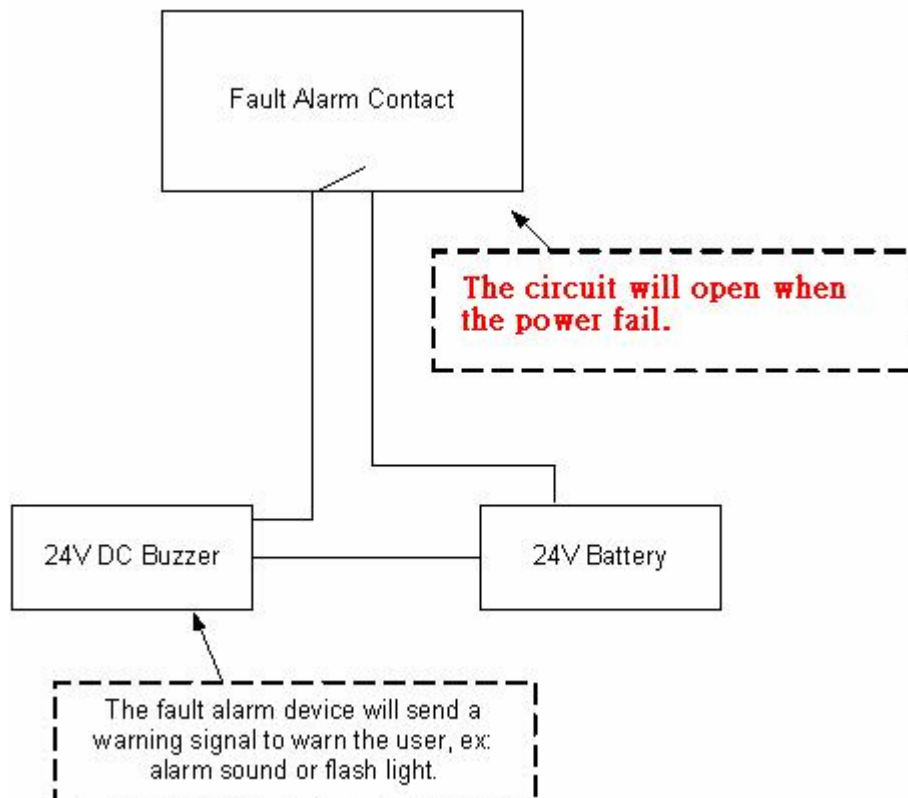 Fault Alarm Contact
The circuit will open when
the power fail.
24V DC Buzzer
24V Battery
The fault alarm device will send a
warning signal to warn the user, ex:
alarm sound or flash light.